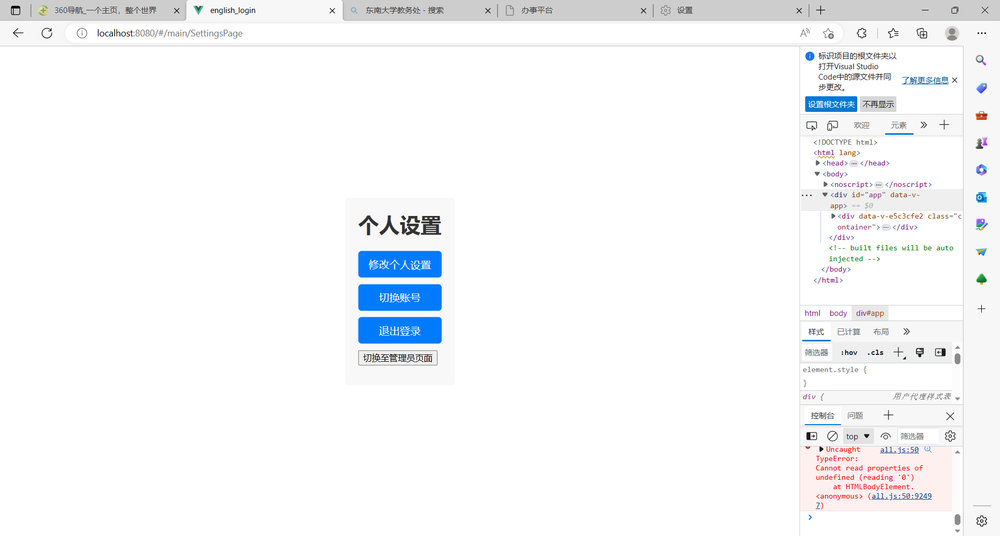 360导航_一个主页，整个世界
english_login
东南大学教务处 - 搜索
办事平台
设置
localhost:8080/#/main/SettingsPage
个人设置
修改个人设置
切换账号
退出登录
切换至管理员页面
标识项目的根文件夹以
打开Visual Studio
Code中的源文件并同
步更改。
了解更多信息
设置根文件夹 不再显示
欢迎 元素
<!DOCTYPE html>
<html lang>
<head> ··· </head>
<body>
<noscript> ··· </noscript>
··· <div id="app" data-v-
app> == $0
<div data-v-e5c3cfe2 class="c
ontainer"> ··· </div>
</div>
<!-- built files will be auto
injected -->
</body>
</html>
html body div#app
样式 已计算 布局
筛选器 :hov .cls
element.style {
}
div { 用户代理样式表
控制台 问题
top 筛选器
Uncaught all.js:50
TypeError:
Cannot read properties of
undefined (reading '0')
at HTMLBodyElement.
<anonymous> (all.js:50:9249
7)